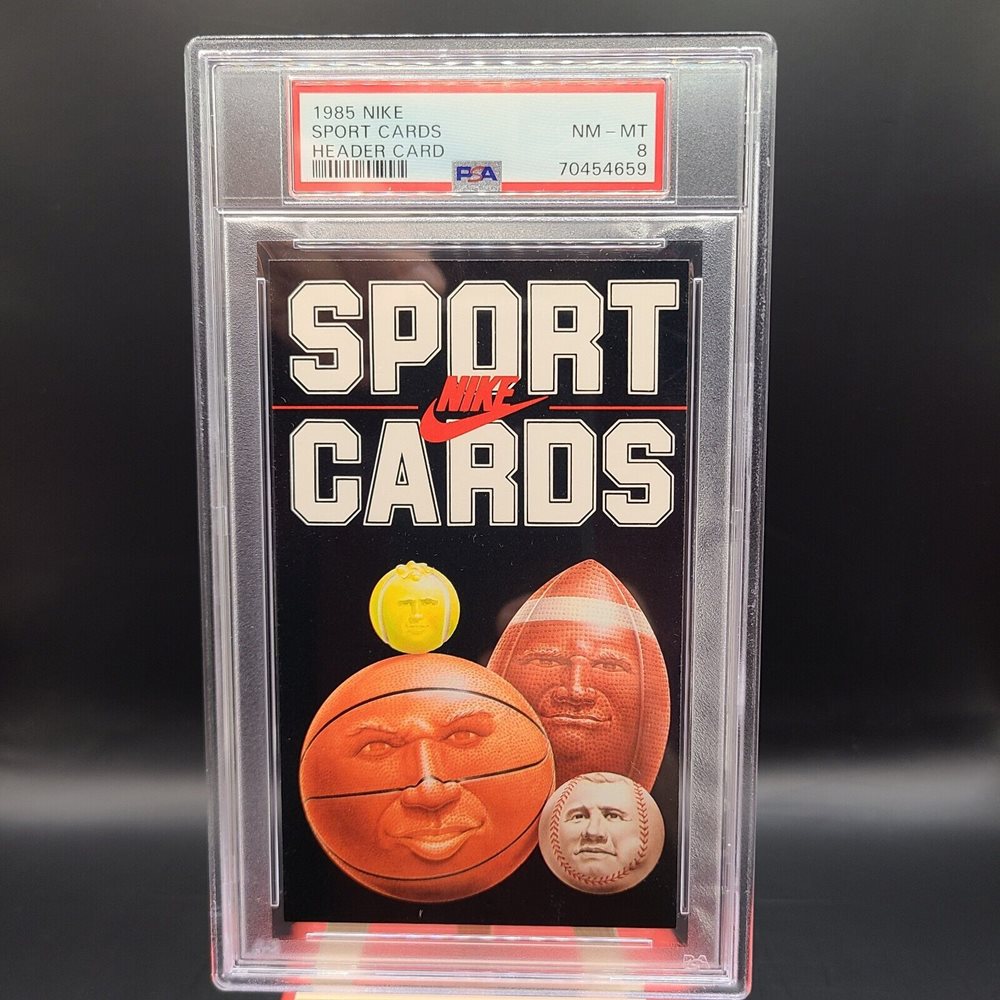 1985 NIKE
SPORT CARDS
HEADER CARD
NM – MT
8
70454659
PSA
SPORT
NIKE
CARDS